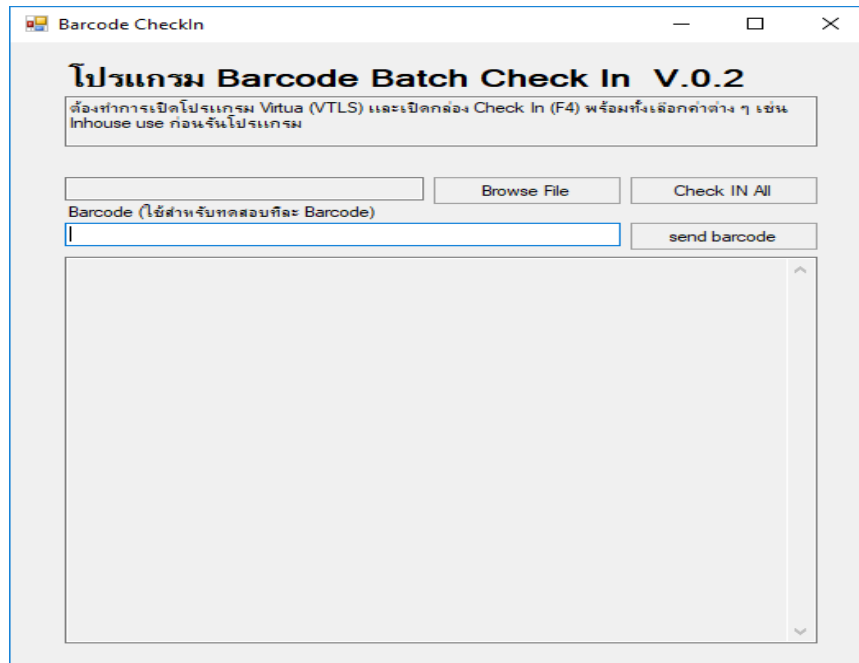 Barcode CheckIn
โปรแกรม Barcode Batch Check In V.0.2
ต้องทำการเปิดโปรแกรม Virtua (VTLS) และเปิดกล่อง Check In (F4) พร้อมทั้งเลือกค่าต่าง ๆ เช่น
Inhouse use ก่อนรันโปรแกรม
Browse File
Check IN All
Barcode (ใช้สำหรับทดสอบทีละ Barcode)
send barcode